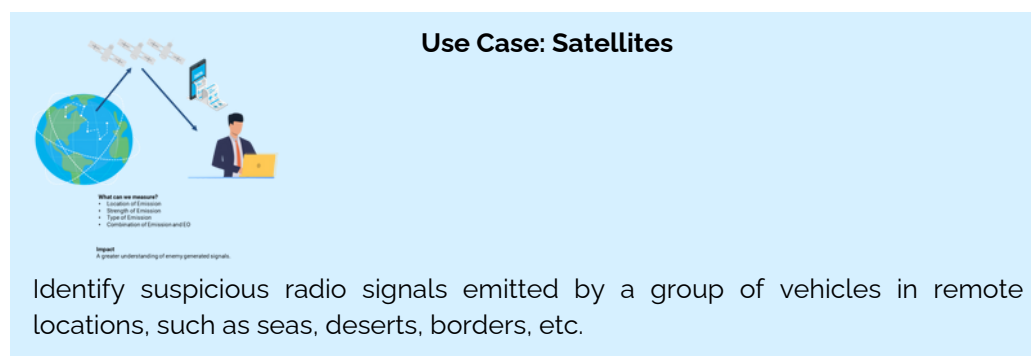 Use Case: Satellites
What can we measure?
• Location of Emission
• Strength of Emission
• Type of Emission
• Combination of Emission and EO
Impact
A greater understanding of enemy generated signals.
Identify suspicious radio signals emitted by a group of vehicles in remote
locations, such as seas, deserts, borders, etc.